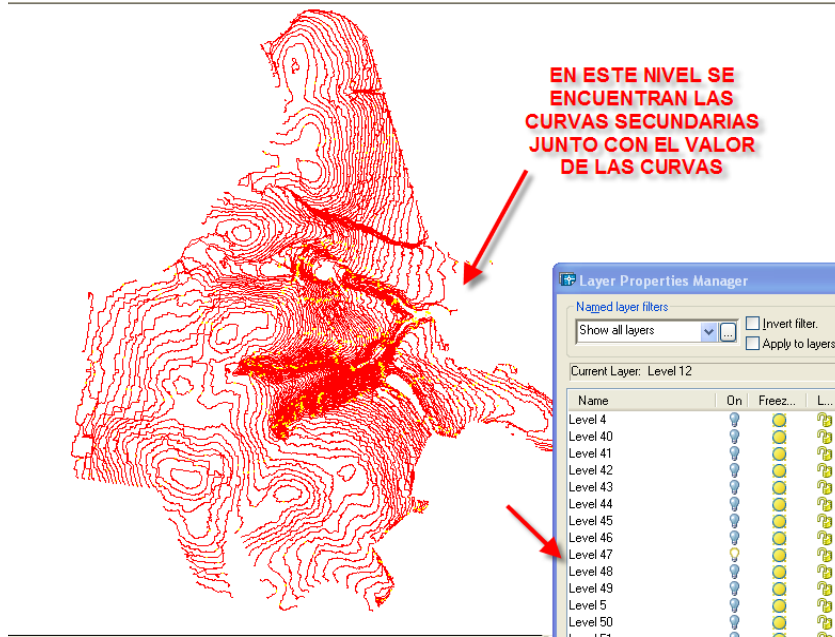 EN ESTE NIVEL SE
ENCUENTRAN LAS
CURVAS SECUNDARIAS
JUNTO CON EL VALOR
DE LAS CURVAS
Layer Properties Manager
Named layer filters
Show all layers
...
Invert filter.
Apply to layers
Current Layer: Level 12
Name On Freez... L...
Level 4
Level 40
Level 41
Level 42
Level 43
Level 44
Level 45
Level 46
Level 47
Level 48
Level 49
Level 5
Level 50